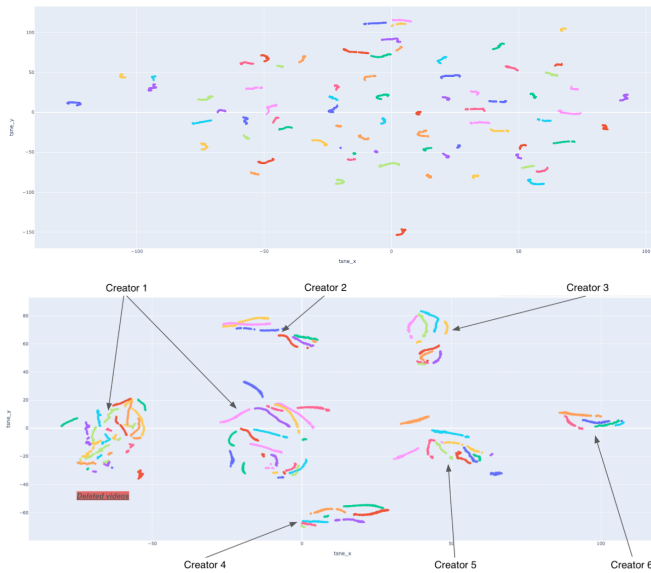 100
50
0
−50
−100
−150
tsne_y
−100
−50
0
50
100
tsne_x
Creator 1
Creator 2
Creator 3
80
60
40
20
0
−20
−40
−60
tsne_y
Deleted videos
−50
0
50
100
tsne_x
Creator 4
Creator 5
Creator 6